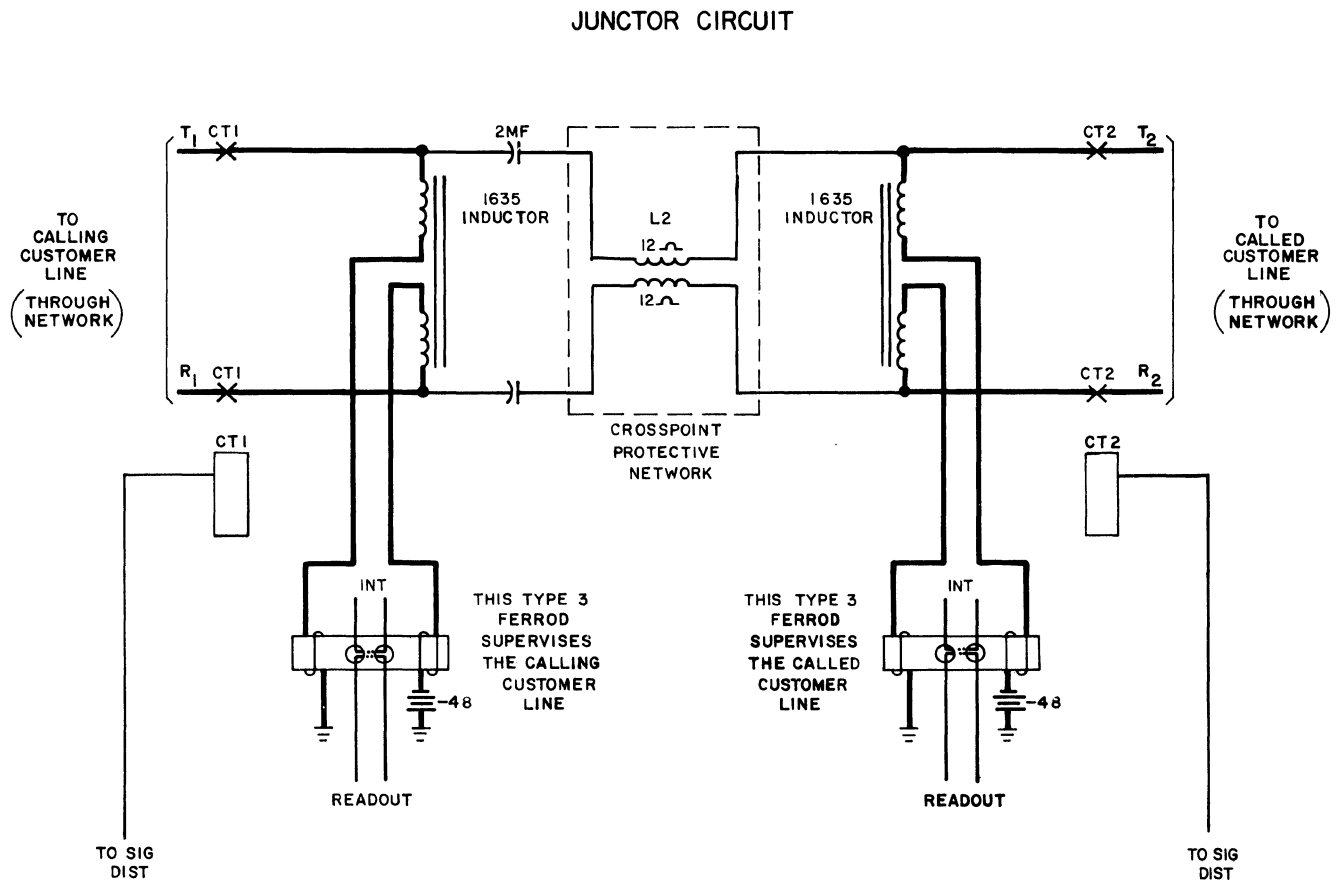 JUNCTOR CIRCUIT
T1 CT1
2MF
CT2 T2
1635
INDUCTOR
1635
INDUCTOR
L2
12
12
TO
CALLING
CUSTOMER
LINE
(THROUGH
NETWORK)
TO
CALLED
CUSTOMER
LINE
(THROUGH
NETWORK)
R1 CT1
CT2 R2
CROSSPOINT
PROTECTIVE
NETWORK
CT1
CT2
INT
INT
THIS TYPE 3
FERROD
SUPERVISES
THE CALLING
CUSTOMER
LINE
THIS TYPE 3
FERROD
SUPERVISES
THE CALLED
CUSTOMER
LINE
-48
-48
READOUT
READOUT
TO SIG
DIST
TO SIG
DIST